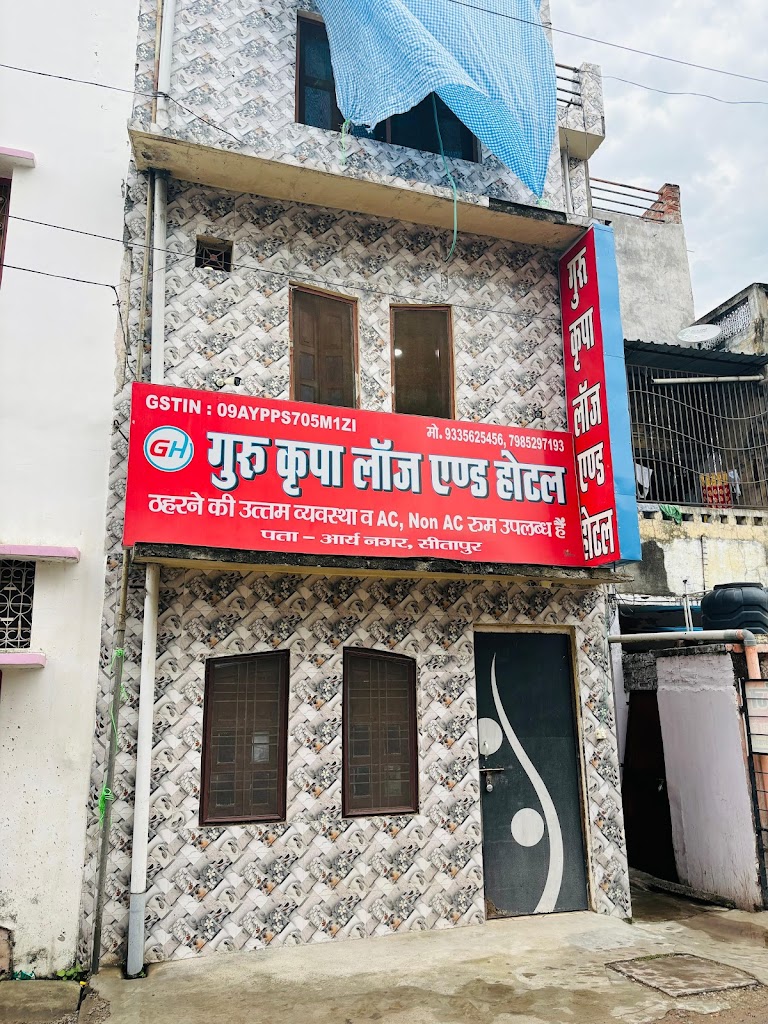 GSTIN : 09AYPPS705M1ZI
मो. 9335625456, 7985297193
GH
गुरु कृपा लॉज एण्ड होटल
ठहरने की उत्तम व्यवस्था व AC, Non AC रुम उपलब्ध हैं
पता – आर्य नगर, सीतापुर
गुरु कृपा लॉज एण्ड होटल